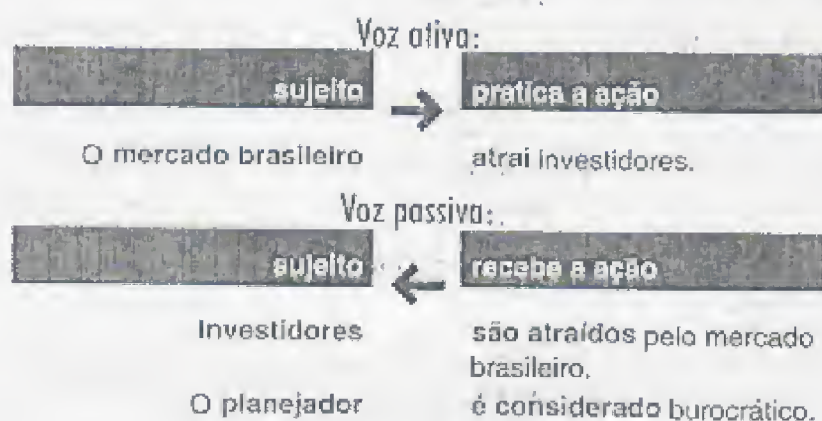 Voz ativa:
sujeito pratica a ação
O mercado brasileiro atrai investidores.
Voz passiva:
sujeito recebe a ação
Investidores são atraídos pelo mercado
brasileiro.
O planejador é considerado burocrático.